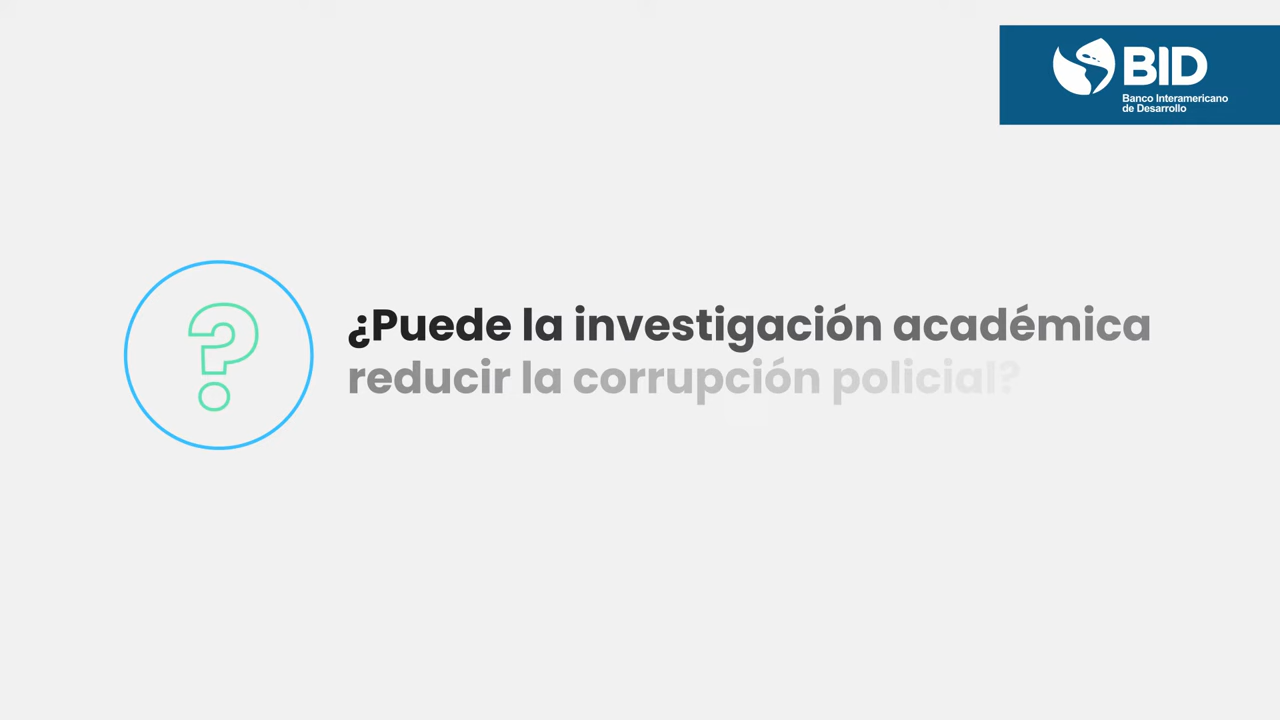 BID
Banco Interamericano
de Desarrollo
¿Puede la investigación académica
reducir la corrupción policial?